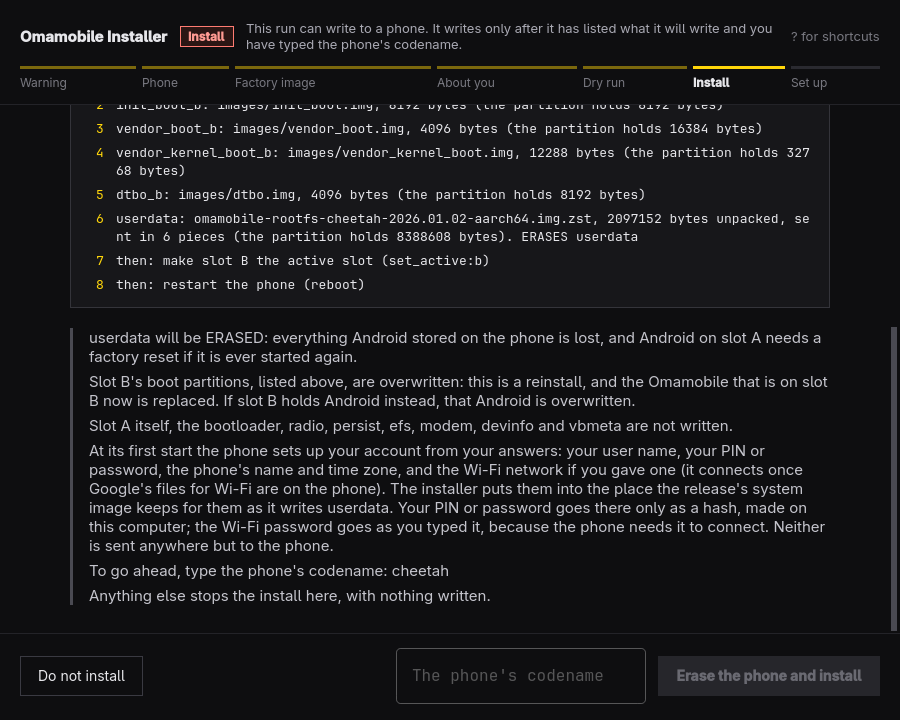 Omamobile Installer
Install
This run can write to a phone. It writes only after it has listed what it will write and you
have typed the phone's codename.
? for shortcuts
Warning
Phone
Factory image
About you
Dry run
Install
Set up
2 init_boot_b: images/init_boot.img, 8192 bytes (the partition holds 8192 bytes)
3 vendor_boot_b: images/vendor_boot.img, 4096 bytes (the partition holds 16384 bytes)
4 vendor_kernel_boot_b: images/vendor_kernel_boot.img, 12288 bytes (the partition holds 327
68 bytes)
5 dtbo_b: images/dtbo.img, 4096 bytes (the partition holds 8192 bytes)
6 userdata: omamobile-rootfs-cheetah-2026.01.02-aarch64.img.zst, 2097152 bytes unpacked, se
nt in 6 pieces (the partition holds 8388608 bytes). ERASES userdata
7 then: make slot B the active slot (set_active:b)
8 then: restart the phone (reboot)
userdata will be ERASED: everything Android stored on the phone is lost, and Android on slot A needs a
factory reset if it is ever started again.
Slot B's boot partitions, listed above, are overwritten: this is a reinstall, and the Omamobile that is on slot
B now is replaced. If slot B holds Android instead, that Android is overwritten.
Slot A itself, the bootloader, radio, persist, efs, modem, devinfo and vbmeta are not written.
At its first start the phone sets up your account from your answers: your user name, your PIN or
password, the phone's name and time zone, and the Wi-Fi network if you gave one (it connects once
Google's files for Wi-Fi are on the phone). The installer puts them into the place the release's system
image keeps for them as it writes userdata. Your PIN or password goes there only as a hash, made on
this computer; the Wi-Fi password goes as you typed it, because the phone needs it to connect. Neither
is sent anywhere but to the phone.
To go ahead, type the phone's codename: cheetah
Anything else stops the install here, with nothing written.
Do not install
The phone's codename
Erase the phone and install